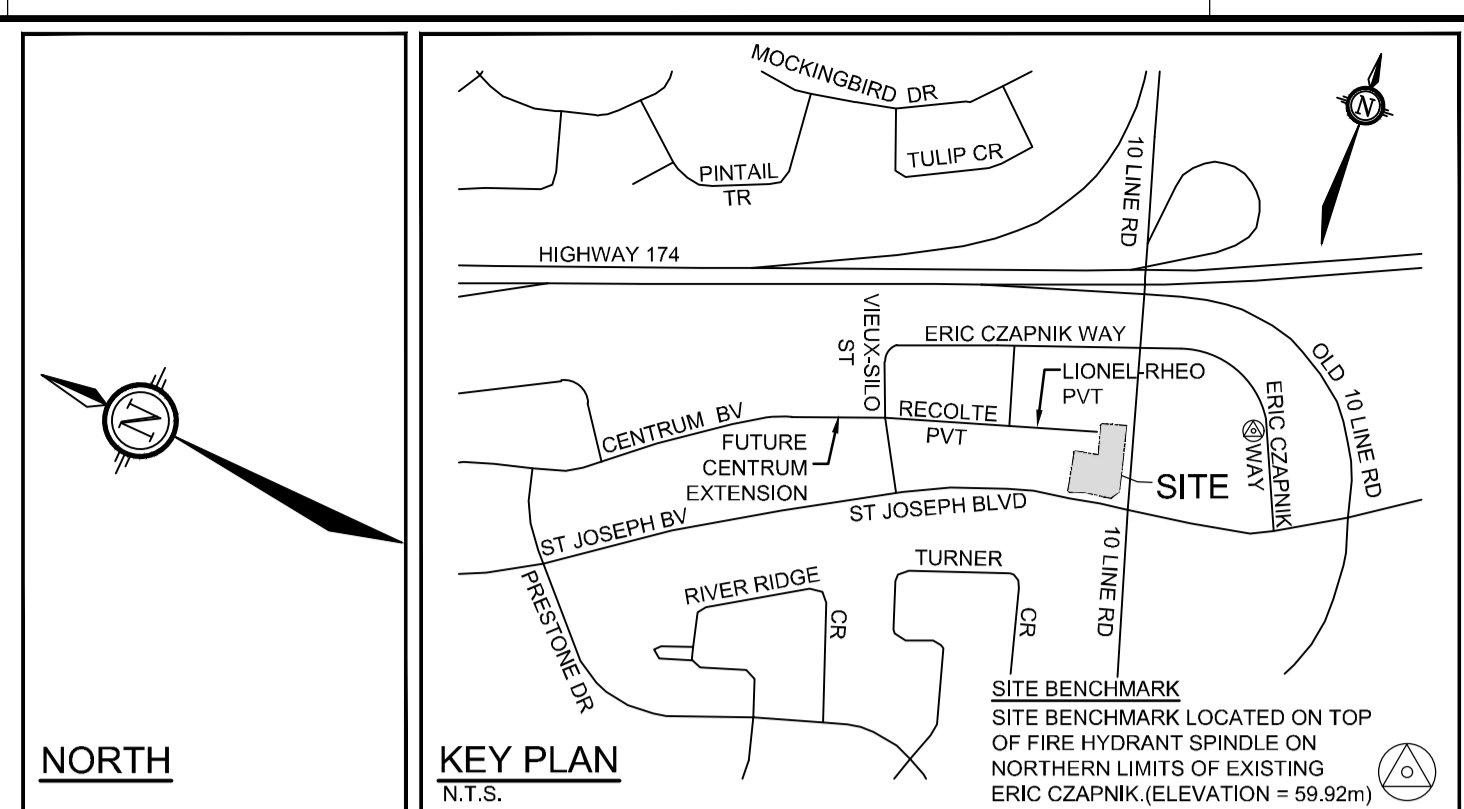 N
NORTH
MOCKINGBIRD DR
PINTAIL
TR
TULIP CR
10 LINE RD
N
HIGHWAY 174
VIEUX-SILO
ST
ERIC CZAPNIK WAY
LIONEL-RHEO
PVT
OLD 10 LINE RD
ERIC CZAPNIK
WAY
RECOLTE
PVT
CENTRUM BV
FUTURE
CENTRUM
EXTENSION
SITE
ST JOSEPH BV
ST JOSEPH BLVD
10 LINE RD
PRESTONE DR
RIVER RIDGE
CR
TURNER
CR
SITE BENCHMARK
SITE BENCHMARK LOCATED ON TOP
OF FIRE HYDRANT SPINDLE ON
NORTHERN LIMITS OF EXISTING
ERIC CZAPNIK.(ELEVATION = 59.92m)
KEY PLAN
N.T.S.